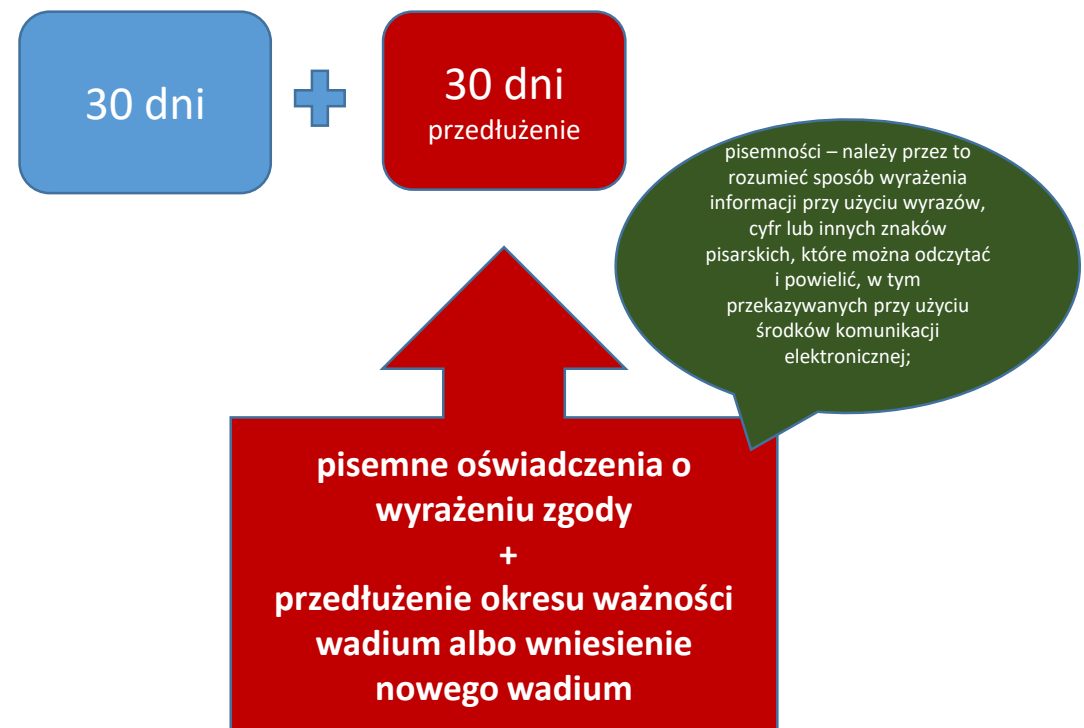 30 dni
30 dni
przedłużenie
pisemności – należy przez to
rozumieć sposób wyrażenia
informacji przy użyciu wyrazów,
cyfr lub innych znaków
pisarskich, które można odczytać
i powielić, w tym
przekazywanych przy użyciu
środków komunikacji
elektronicznej;
pisemne oświadczenia o
wyrażeniu zgody
+
przedłużenie okresu ważności
wadium albo wniesienie
nowego wadium